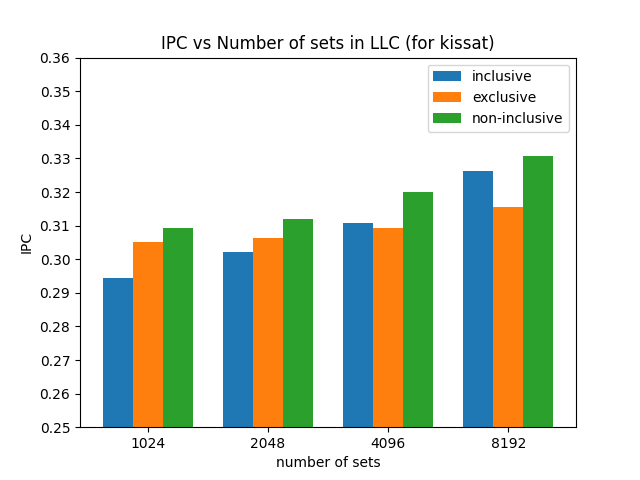 IPC vs Number of sets in LLC (for kissat)
0.36
0.35
0.34
0.33
0.32
0.31
0.30
0.29
0.28
0.27
0.26
0.25
IPC
inclusive
exclusive
non-inclusive
1024 2048 4096 8192
number of sets